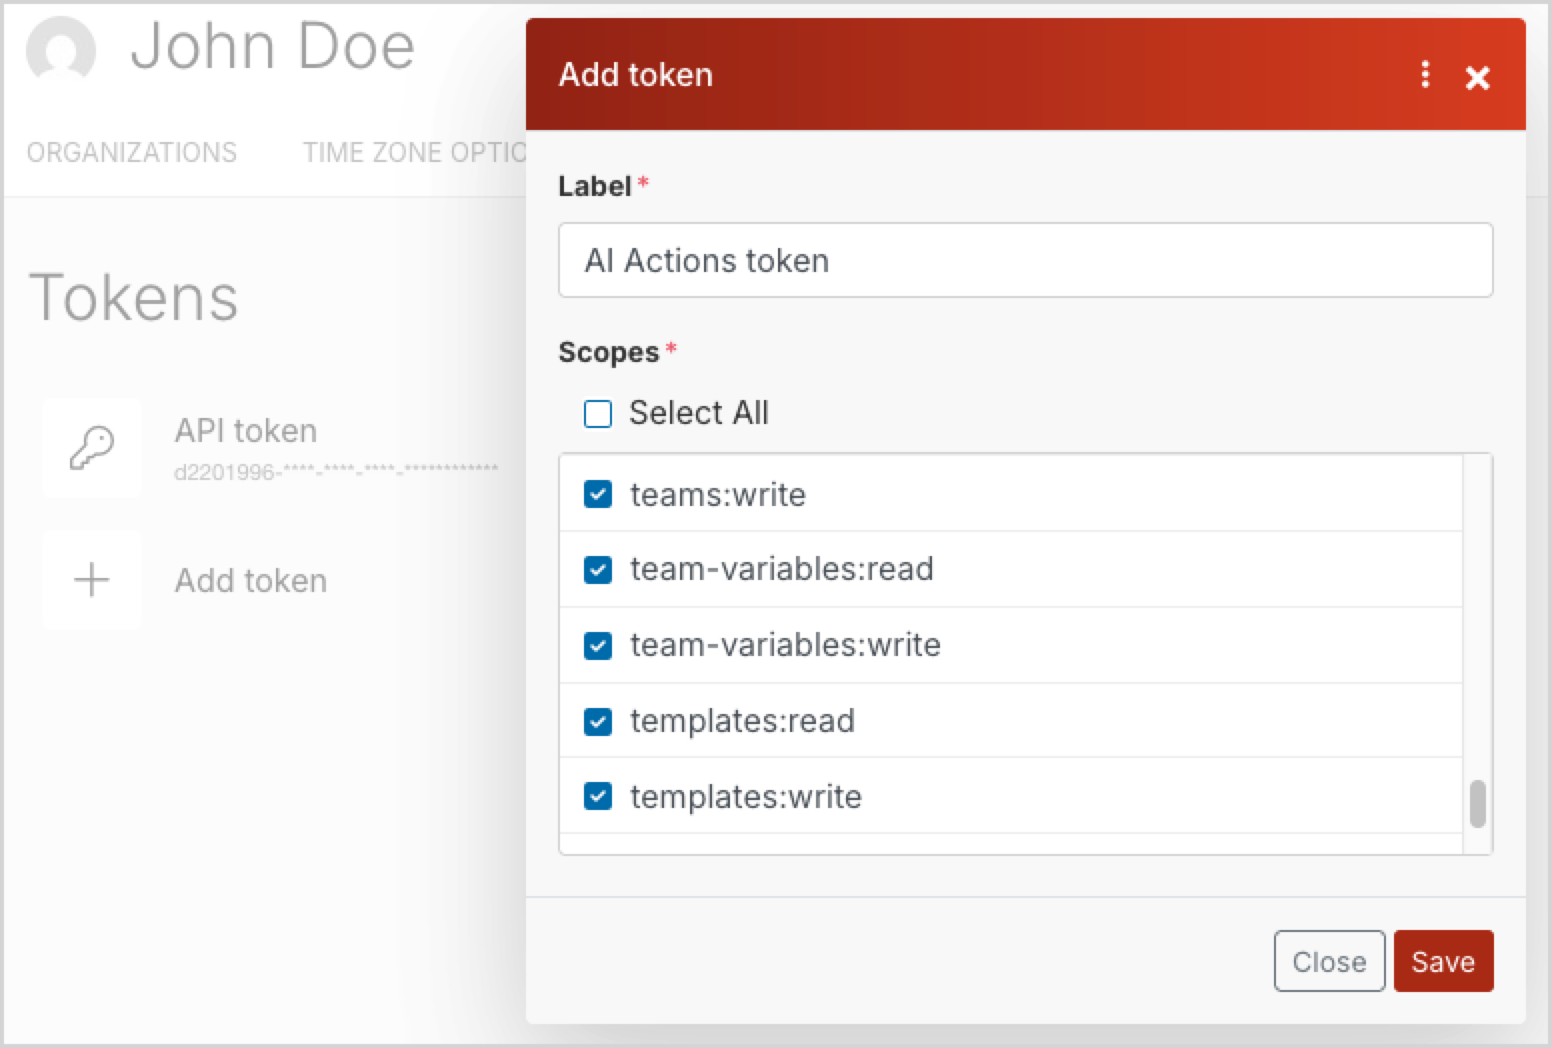 John Doe
ORGANIZATIONS
TIME ZONE OPTIO
Tokens
API token
d2201996-****-****-****-************
Add token
Add token
Label *
AI Actions token
Scopes *
Select All
teams:write
team-variables:read
team-variables:write
templates:read
templates:write
Close
Save